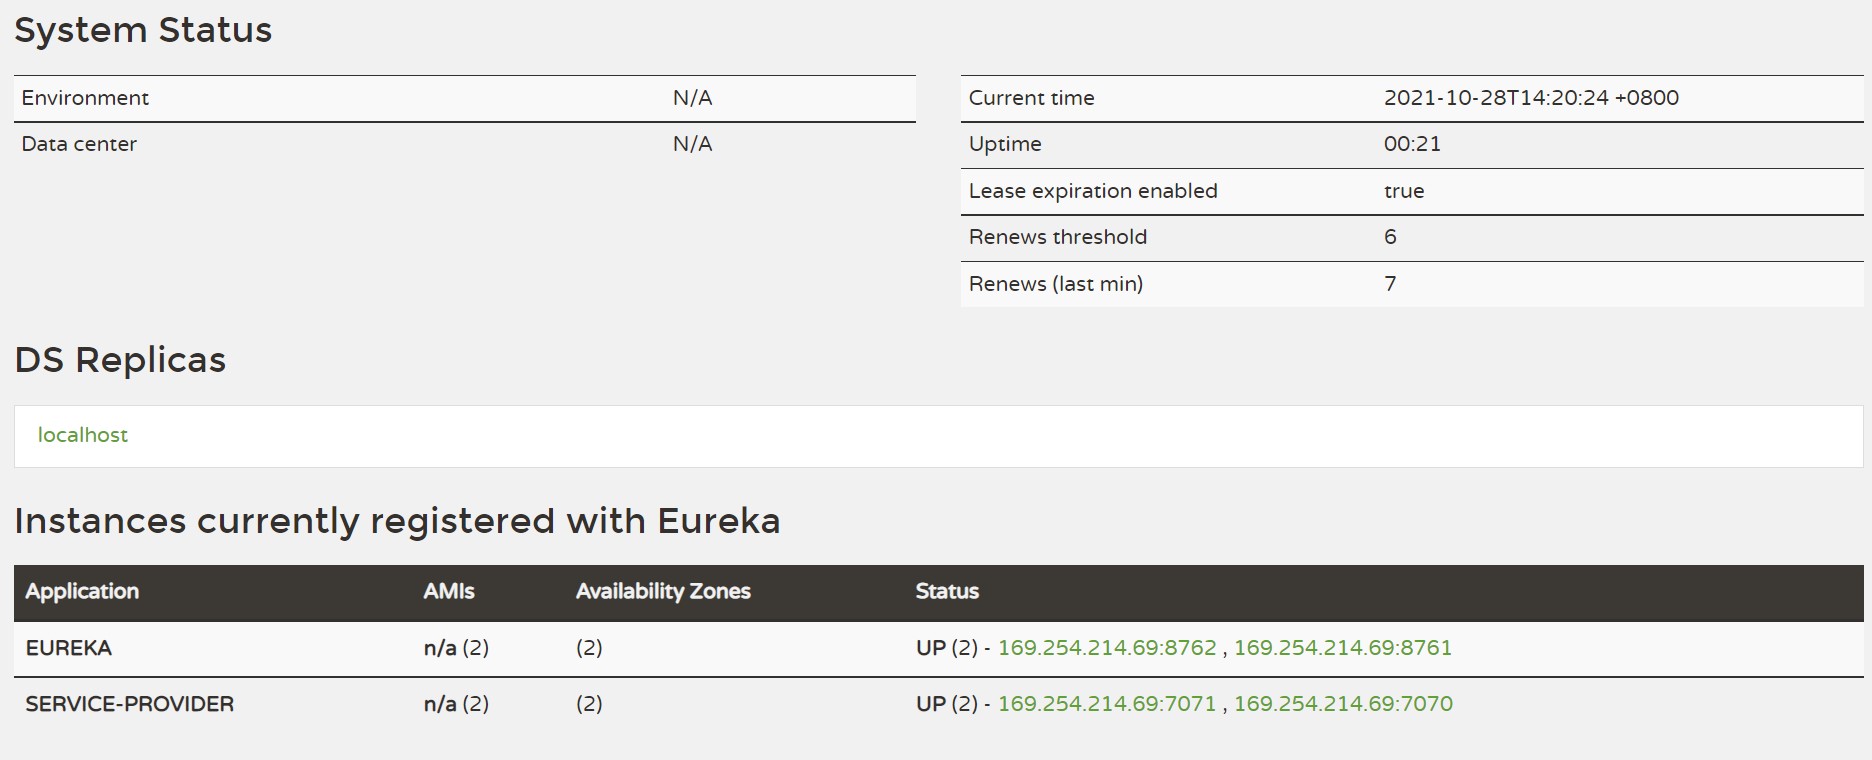 System Status
Environment N/A
Data center N/A
Current time 2021-10-28T14:20:24 +0800
Uptime 00:21
Lease expiration enabled true
Renews threshold 6
Renews (last min) 7
DS Replicas
localhost
Instances currently registered with Eureka
Application AMIs Availability Zones Status
EUREKA n/a (2) (2) UP (2) - 169.254.214.69:8762 , 169.254.214.69:8761
SERVICE-PROVIDER n/a (2) (2) UP (2) - 169.254.214.69:7071 , 169.254.214.69:7070